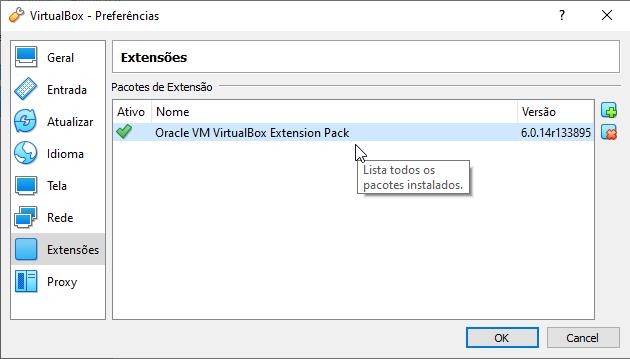 VirtualBox - Preferências
? ×
Geral
Entrada
Atualizar
Idioma
Tela
Rede
Extensões
Proxy
Extensões
Pacotes de Extensão
Ativo Nome Versão
Oracle VM VirtualBox Extension Pack 6.0.14r133895
Lista todos os
pacotes instalados.
OK Cancel